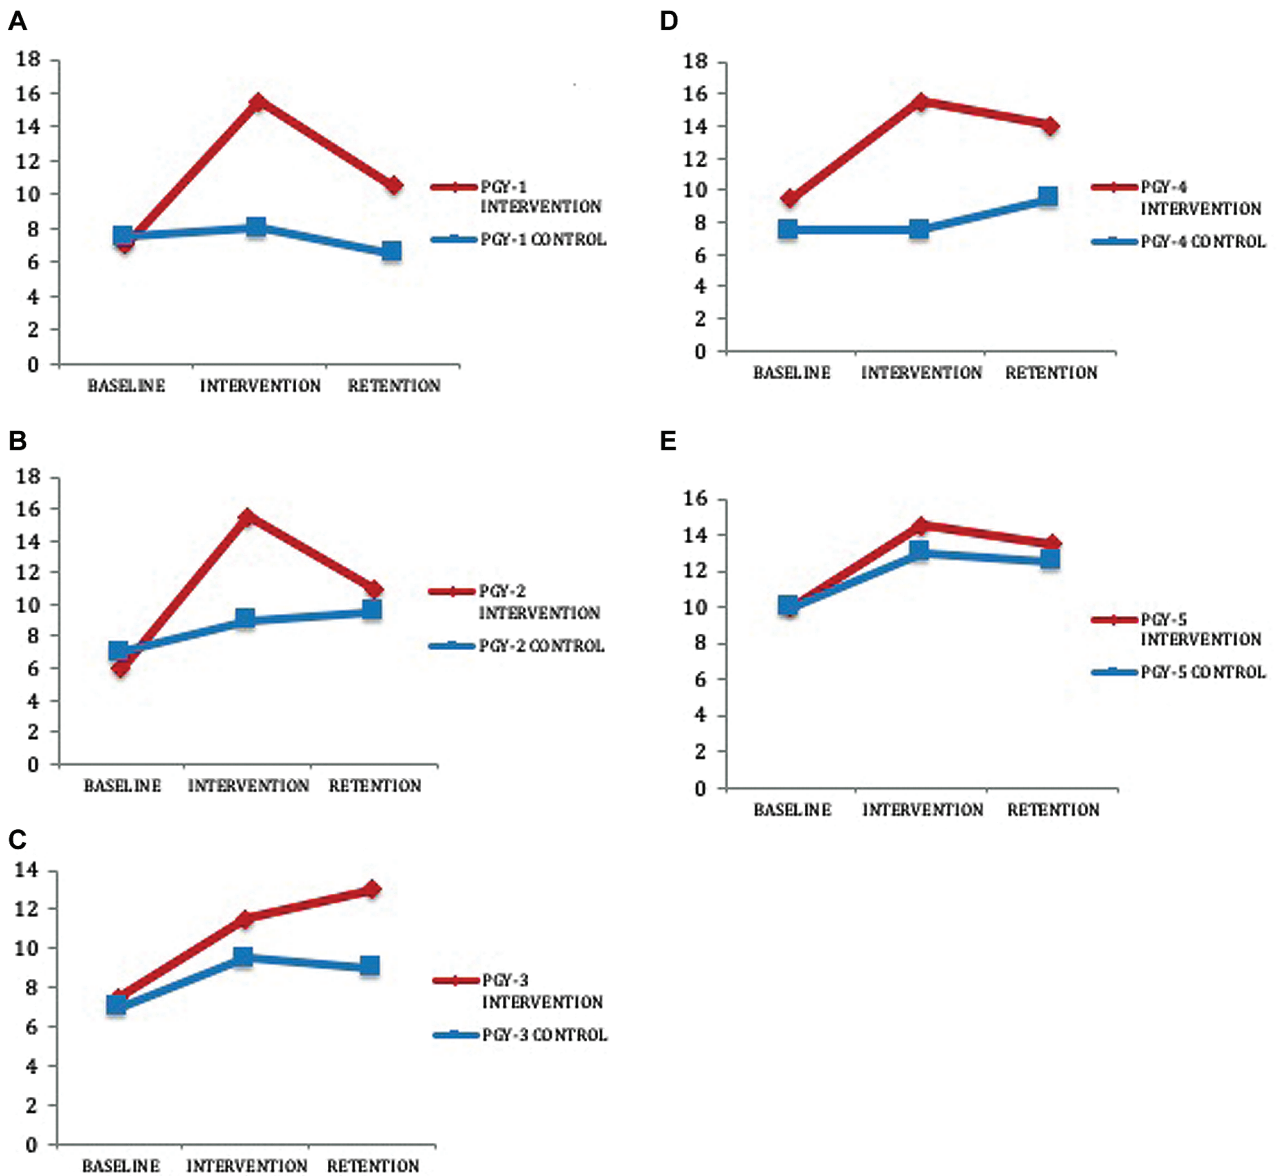 A
18
16
14
12
10
8
6
4
2
0
BASELINE INTERVENTION RETENTION
PGY-1
INTERVENTION
PGY-1 CONTROL
B
18
16
14
12
10
8
6
4
2
0
BASELINE INTERVENTION RETENTION
PGY-2
INTERVENTION
PGY-2 CONTROL
C
14
12
10
8
6
4
2
0
BASELINE INTERVENTION RETENTION
PGY-3
INTERVENTION
PGY-3 CONTROL
D
18
16
14
12
10
8
6
4
2
0
BASELINE INTERVENTION RETENTION
PGY-4
INTERVENTION
PGY-4 CONTROL
E
16
14
12
10
8
6
4
2
0
BASELINE INTERVENTION RETENTION
PGY-5
INTERVENTION
PGY-5 CONTROL